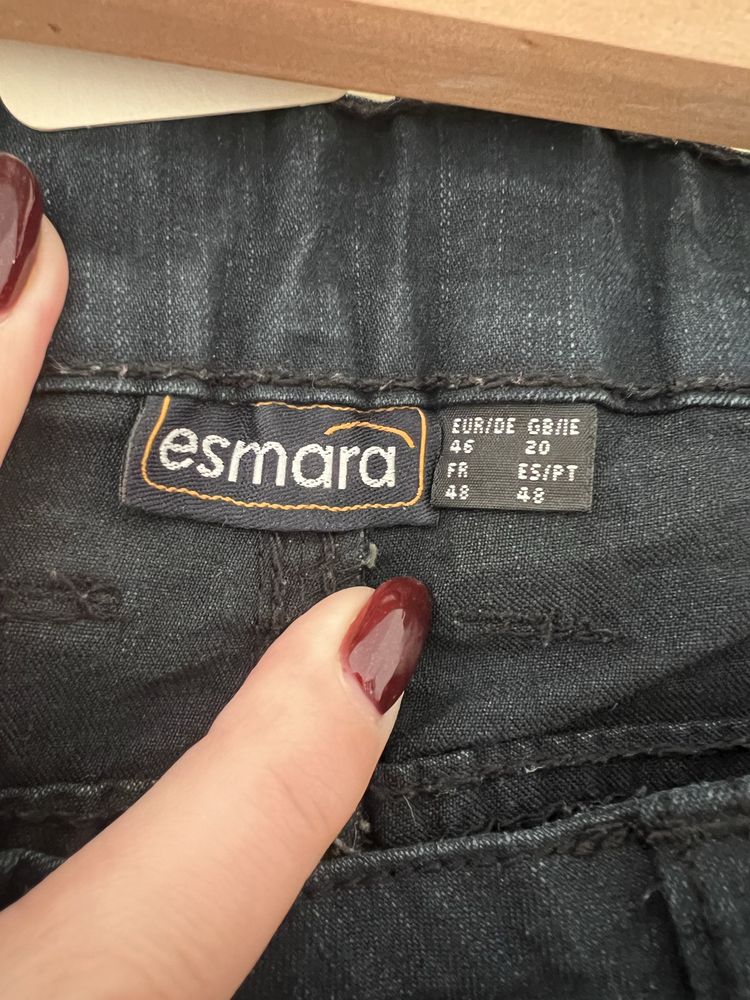 esmara
EUR/DE GB/IE
46 20
FR ES/PT
48 48